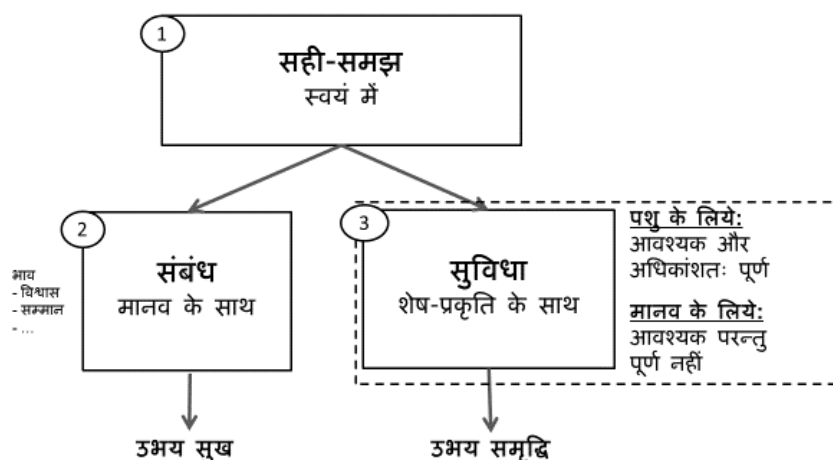 1
सही-समझ
स्वयं में
2
संबंध
मानव के साथ
भाव
- विश्वास
- सम्मान
- ...
3
सुविधा
शेष-प्रकृति के साथ
पशु के लिये:
आवश्यक और
अधिकांशतः पूर्ण
मानव के लिये:
आवश्यक परन्तु
पूर्ण नहीं
उभय सुख
उभय समृद्धि